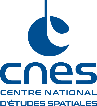 cnes
CENTRE NATIONAL
D'ÉTUDES SPATIALES